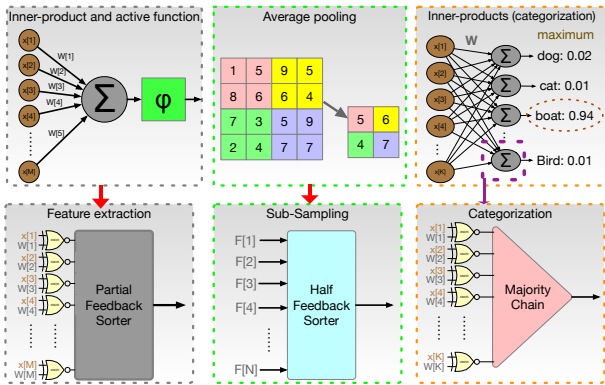 Inner-product and active function
x[1]
x[2]
x[3]
x[4]
x[M]
W[1]
W[2]
W[3]
W[4]
W[5]
Σ
φ
Average pooling
1 5 9 5
8 6 6 4
7 3 5 9
2 4 7 7
5 6
4 7
Inner-products (categorization)
maximum
W
x[1]
x[2]
x[3]
x[4]
x[K]
Σ
Σ
Σ
Σ
dog: 0.02
cat: 0.01
boat: 0.94
Bird: 0.01
Feature extraction
x[1]
W[1]
x[2]
W[2]
x[3]
W[3]
x[4]
W[4]
x[M]
W[M]
Partial
Feedback
Sorter
Sub-Sampling
F[1]
F[2]
F[3]
F[4]
F[N]
Half
Feedback
Sorter
Categorization
x[1]
W[1]
x[2]
W[2]
x[3]
W[3]
x[4]
W[4]
x[K]
W[K]
Majority
Chain